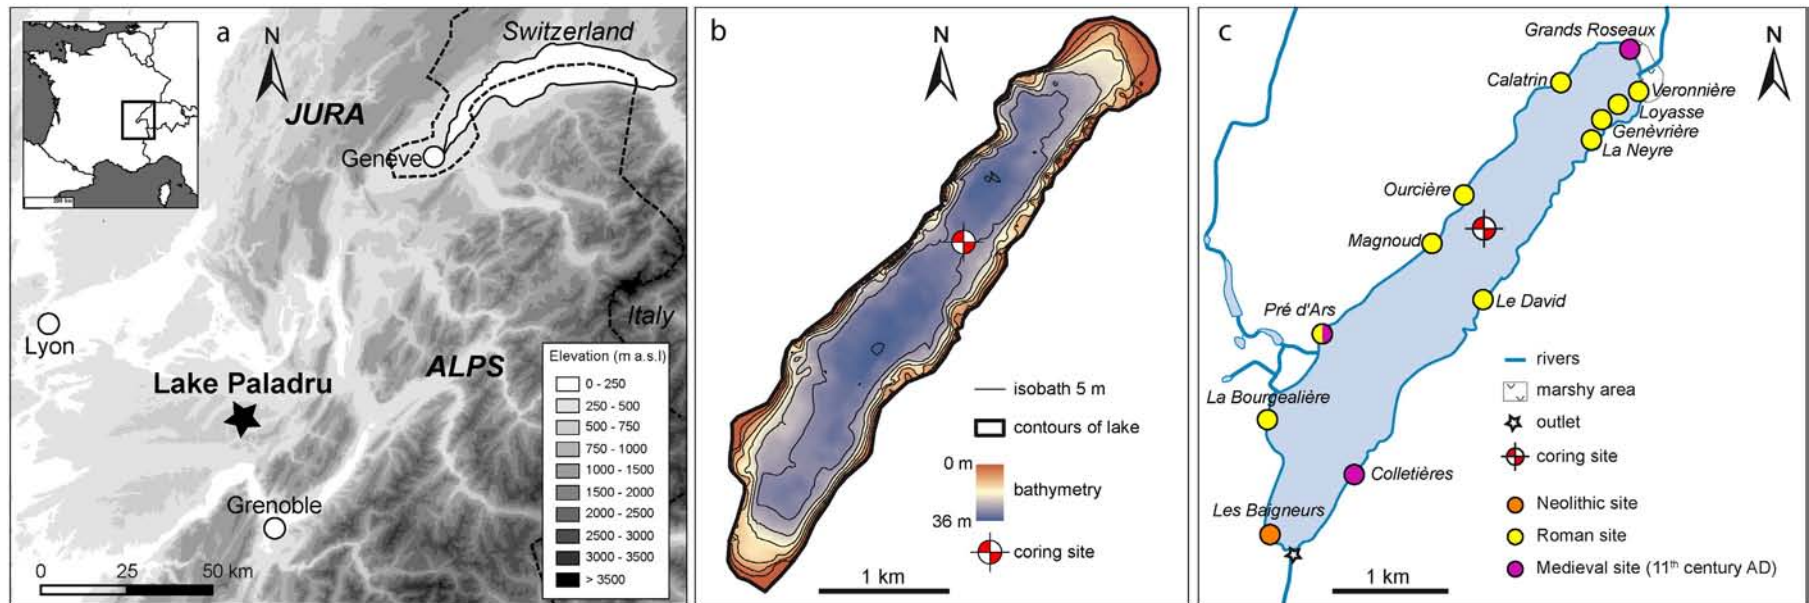 a
N
Switzerland
JURA
Genève
Lyon
Italy
ALPS
Lake Paladru
Grenoble
0 25 50 km
Elevation (m a.s.l)
0 - 250
250 - 500
500 - 750
750 - 1000
1000 - 1500
1500 - 2000
2000 - 2500
2500 - 3000
3000 - 3500
> 3500
b
N
isobath 5 m
contours of lake
0 m
bathymetry
36 m
coring site
1 km
c
N
Grands Roseaux
Calatrin
Veronnière
Loyasse
Genèvrière
La Neyre
Ourcière
Magnoud
Le David
Pré d'Ars
La Bourgealière
Colletières
Les Baigneurs
rivers
marshy area
outlet
coring site
Neolithic site
Roman site
Medieval site (11th century AD)
1 km